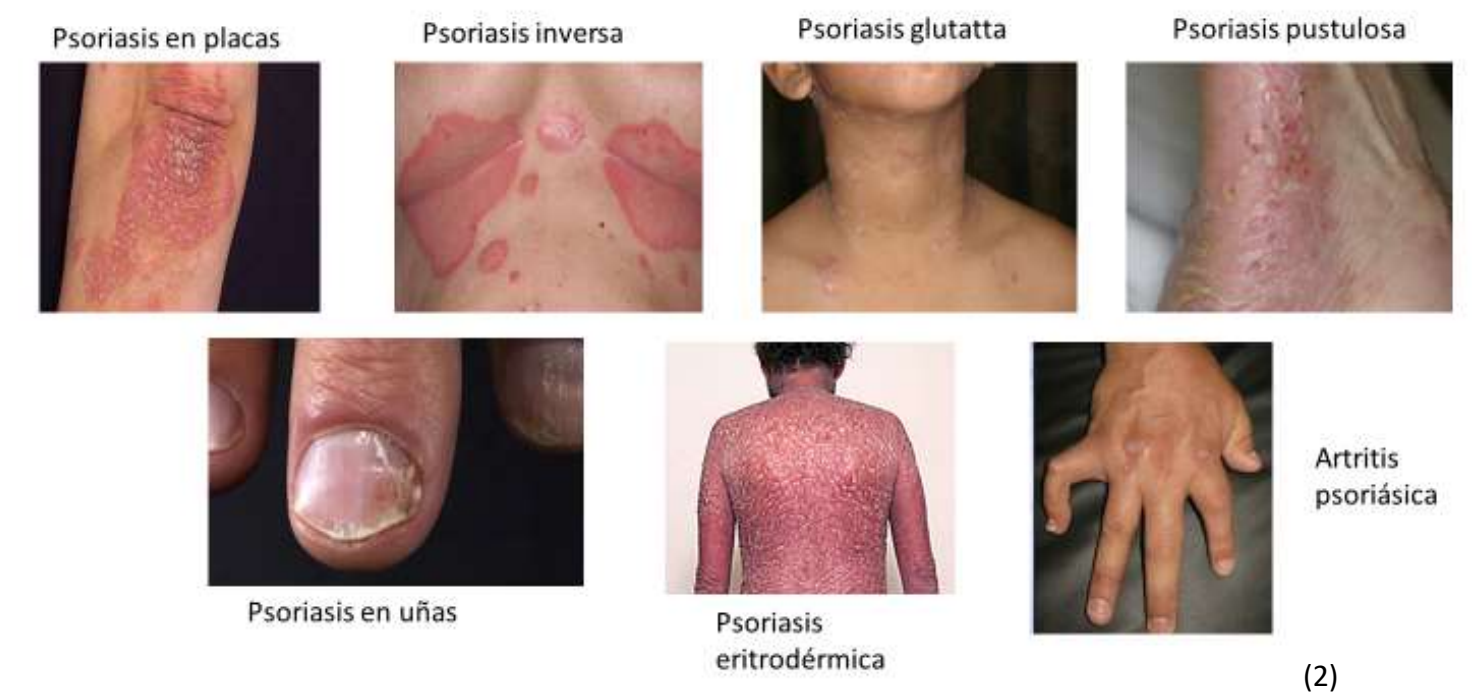 Psoriasis en placas
Psoriasis inversa
Psoriasis glutatta
Psoriasis pustulosa
Psoriasis en uñas
Psoriasis
eritrodérmica
Artritis
psoriásica
(2)